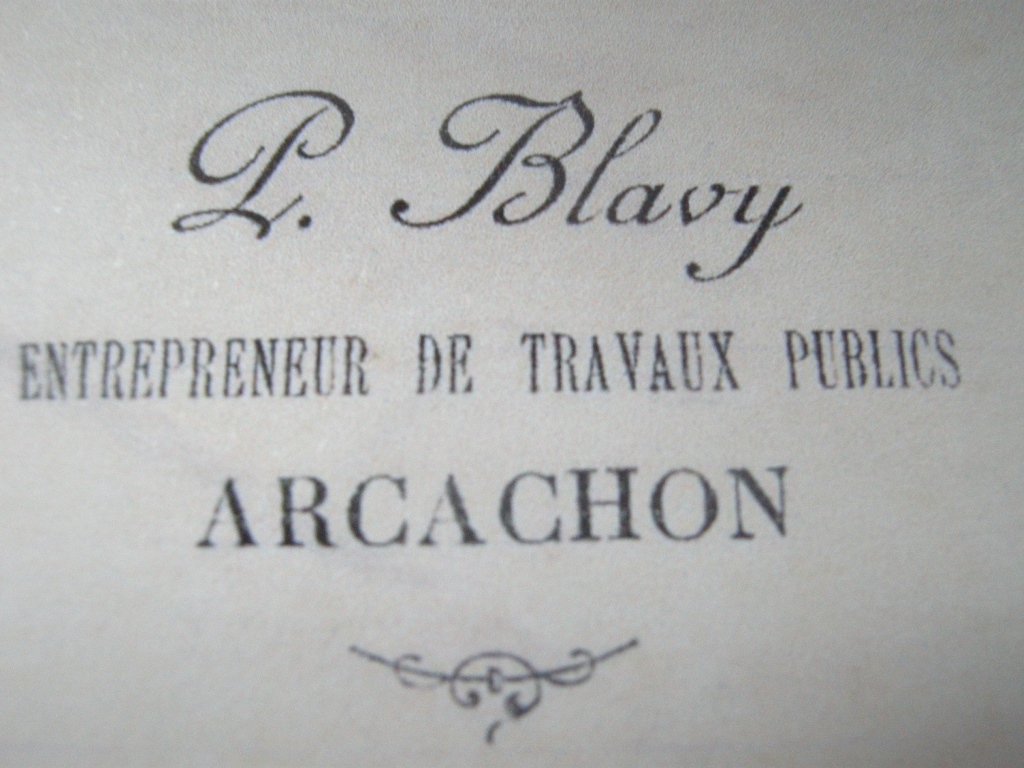 P. Blavy
ENTREPRENEUR DE TRAVAUX PUBLICS
ARCACHON